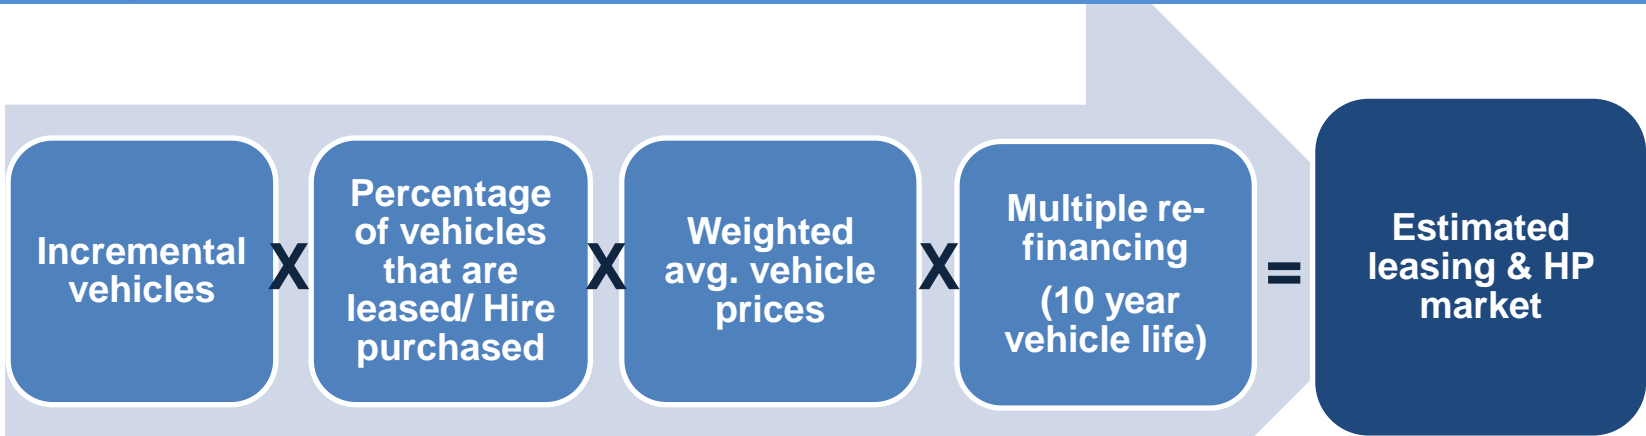 Incremental
vehicles
X
Percentage
of vehicles
that are
leased/ Hire
purchased
X
Weighted
avg. vehicle
prices
X
Multiple re-
financing
(10 year
vehicle life)
=
Estimated
leasing & HP
market